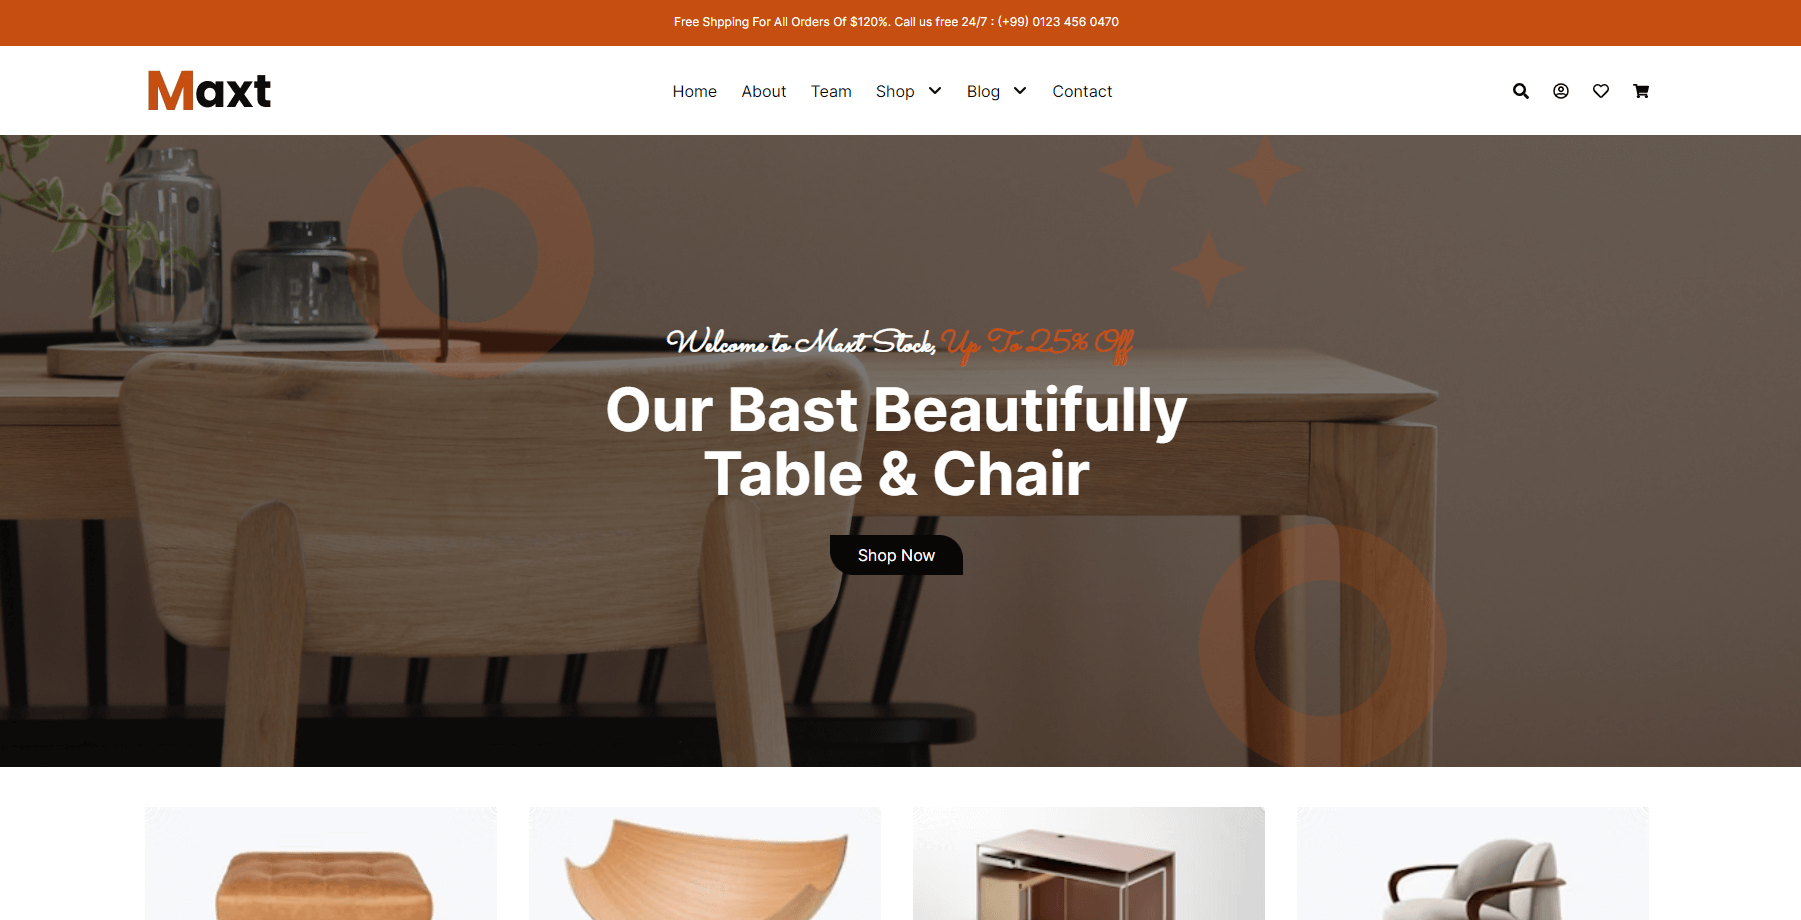 Free Shpping For All Orders Of $120%. Call us free 24/7 : (+99) 0123 456 0470
Maxt
Home About Team Shop Blog Contact
Welcome to Maxt Stock, Up To 25% Off
Our Bast Beautifully
Table & Chair
Shop Now